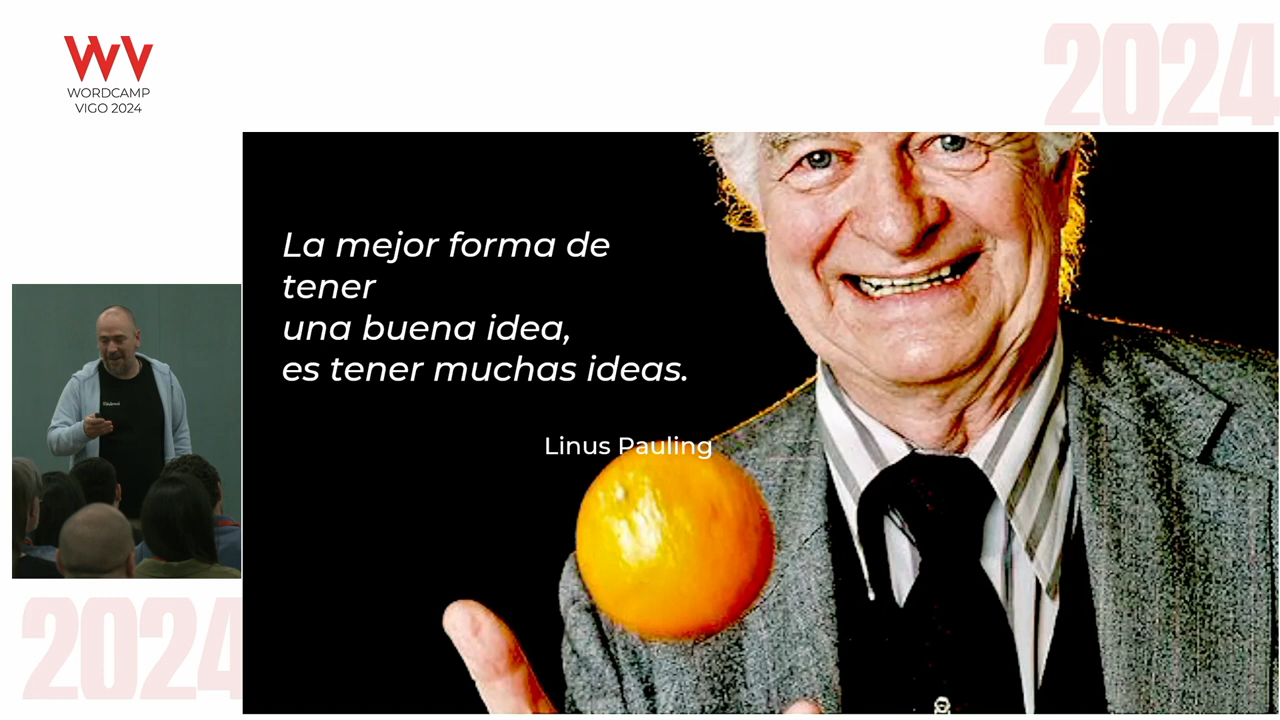 WORDCAMP
VIGO 2024
2024
La mejor forma de
tener
una buena idea,
es tener muchas ideas.
Linus Pauling
2024